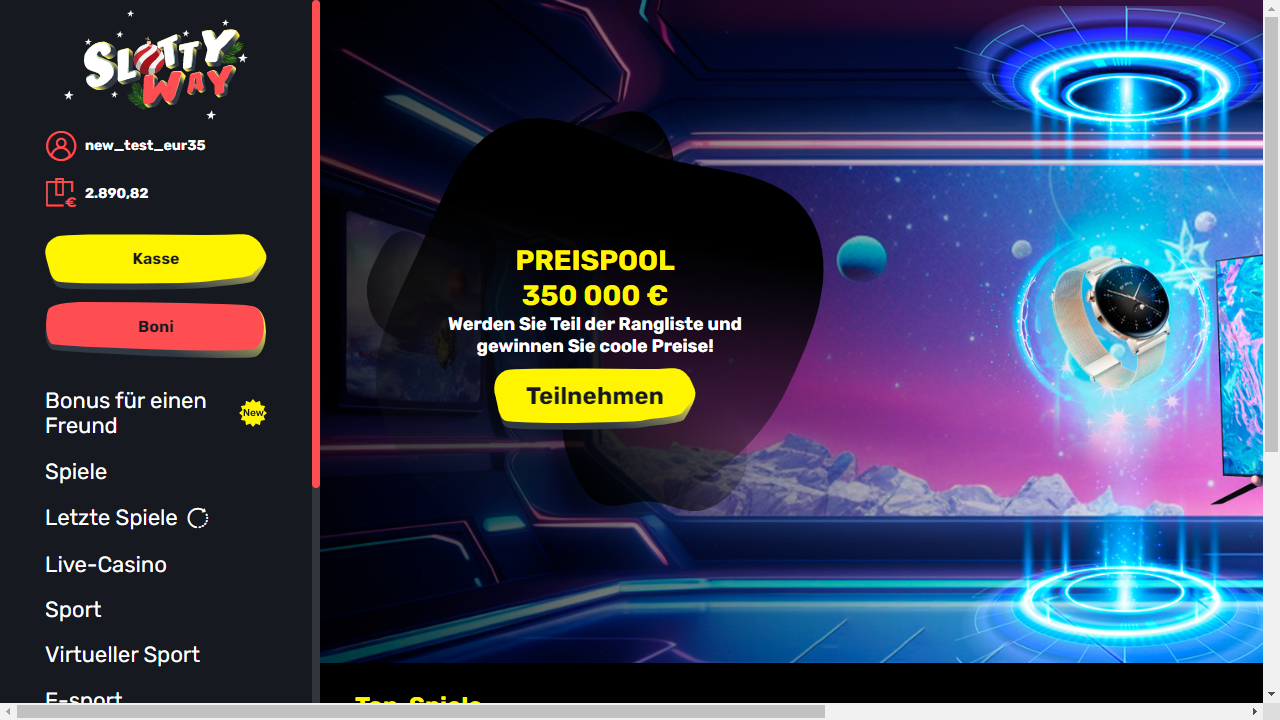 SLOTTY
WAY
new_test_eur35
2.890,82
Kasse
Boni
Bonus für einen
Freund
New
Spiele
Letzte Spiele
Live-Casino
Sport
Virtueller Sport
E-sport
PREISPOOL
350 000 €
Werden Sie Teil der Rangliste und
gewinnen Sie coole Preise!
Teilnehmen
Top-Spiele